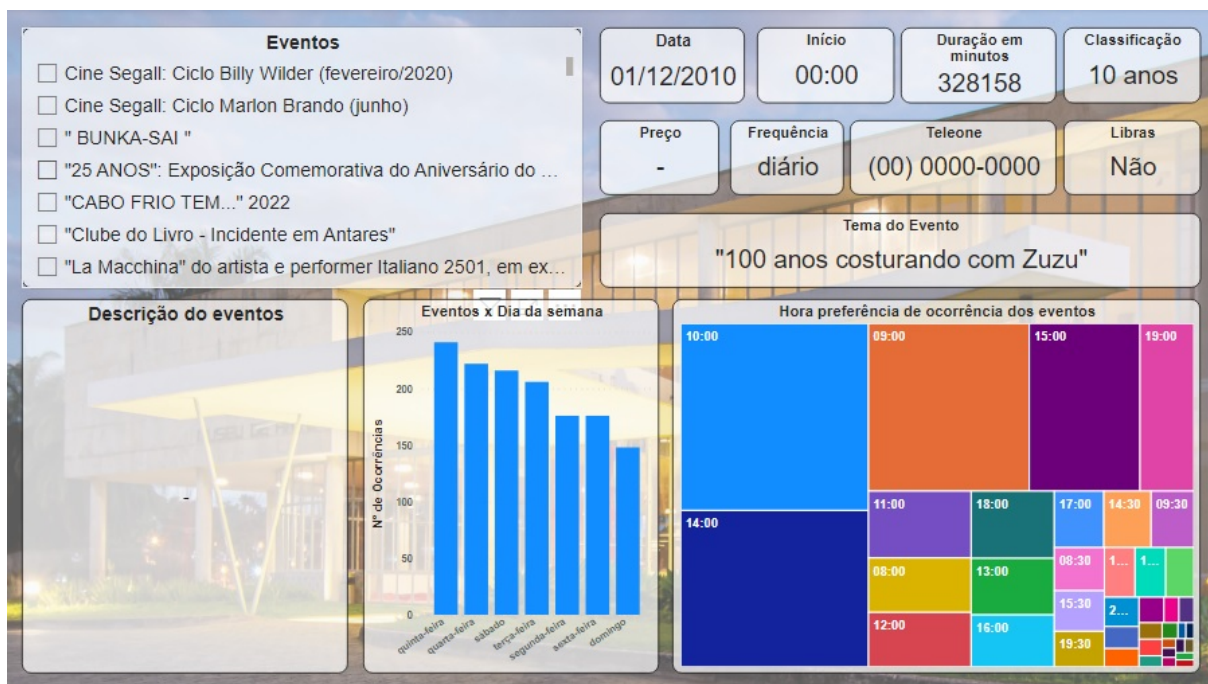 Eventos
Cine Segall: Ciclo Billy Wilder (fevereiro/2020)
Cine Segall: Ciclo Marlon Brando (junho)
" BUNKA-SAI "
"25 ANOS": Exposição Comemorativa do Aniversário do ...
"CABO FRIO TEM..." 2022
"Clube do Livro - Incidente em Antares"
"La Macchina" do artista e performer Italiano 2501, em ex...
Data
01/12/2010
Início
00:00
Duração em
minutos
328158
Classificação
10 anos
Preço
-
Frequência
diário
Teleone
(00) 0000-0000
Libras
Não
Tema do Evento
"100 anos costurando com Zuzu"
Descrição do eventos
-
Eventos x Dia da semana
Nº de Ocorrências
250
200
150
100
50
0
quinta-feira
quarta-feira
sábado
terça-feira
segunda-feira
sexta-feira
domingo
Hora preferência de ocorrência dos eventos
10:00
09:00
15:00
19:00
14:00
11:00
18:00
17:00
14:30
09:30
08:00
13:00
08:30
1...
1...
15:30
2...
12:00
16:00
19:30